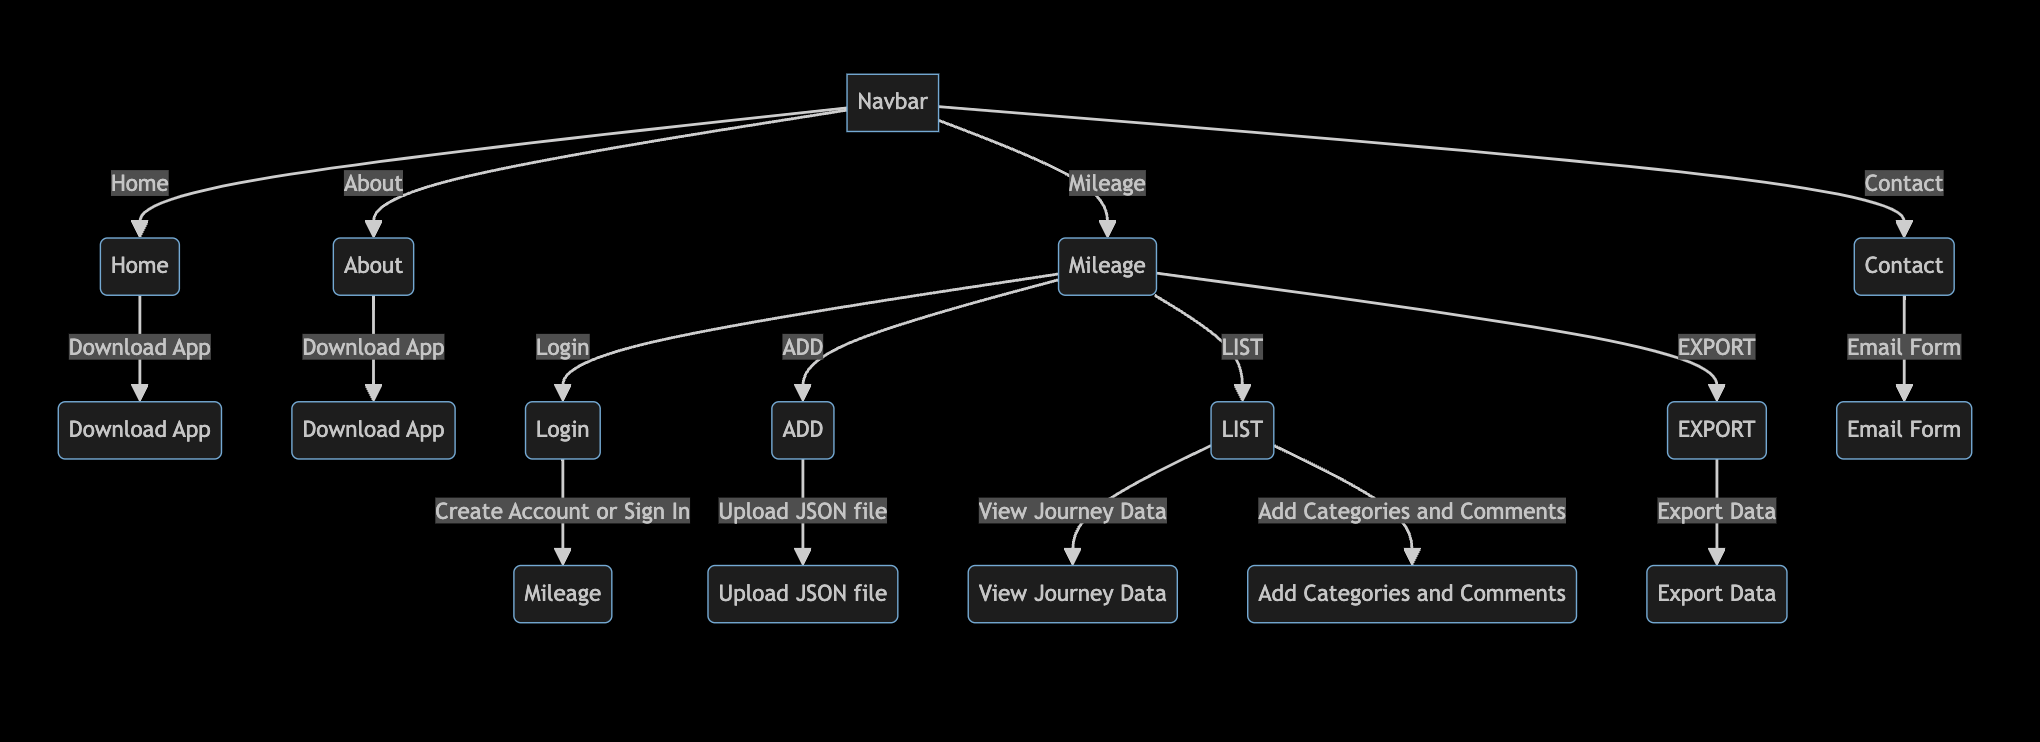 Navbar
Home
About
Mileage
Contact
Home
About
Mileage
Contact
Download App
Download App
Login
ADD
LIST
EXPORT
Email Form
Download App
Download App
Login
ADD
LIST
EXPORT
Email Form
Create Account or Sign In
Upload JSON file
View Journey Data
Add Categories and Comments
Export Data
Mileage
Upload JSON file
View Journey Data
Add Categories and Comments
Export Data